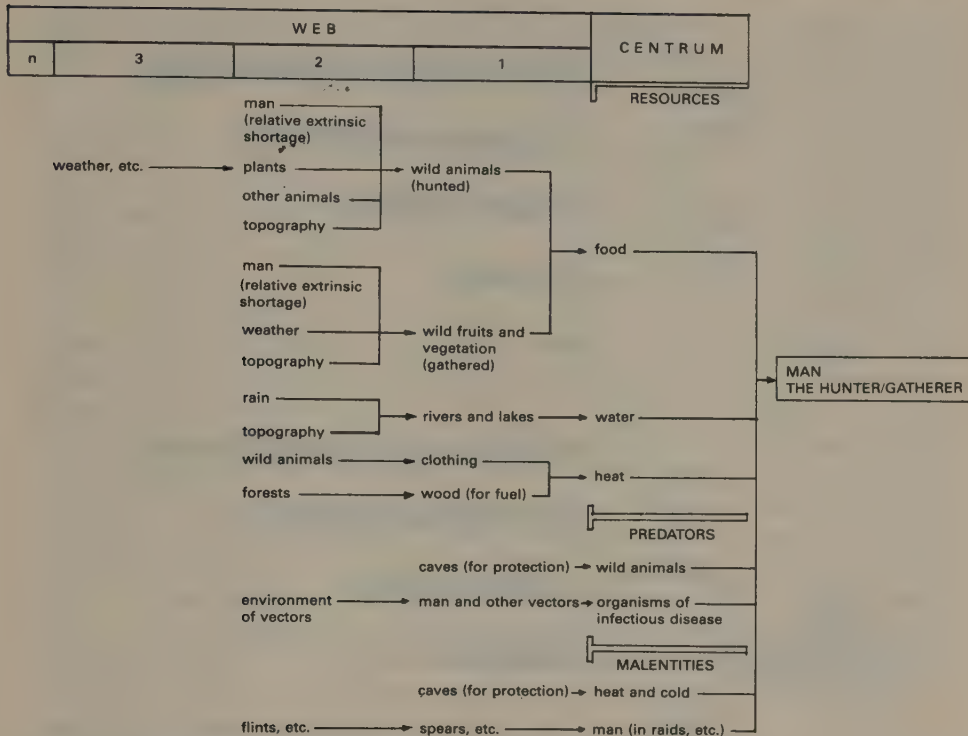 WEB
CENTRUM
n 3 2 1
RESOURCES
man
(relative extrinsic
shortage)
weather, etc. plants wild animals
(hunted)
other animals
topography
food
man
(relative extrinsic
shortage)
weather wild fruits and
vegetation
(gathered)
topography
MAN
THE HUNTER/GATHERER
rain
rivers and lakes water
topography
wild animals clothing
heat
forests wood (for fuel)
PREDATORS
caves (for protection) wild animals
environment man and other vectors organisms of
of vectors infectious disease
MALENTITIES
caves (for protection) heat and cold
flints, etc. spears, etc. man (in raids, etc.)